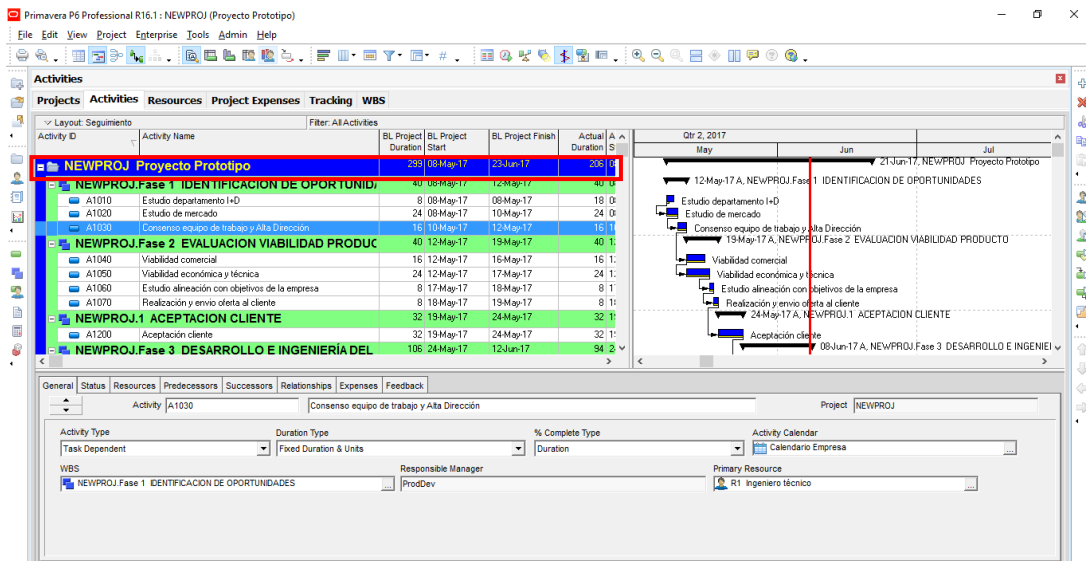 Primavera P6 Professional R16.1 : NEWPROJ (Proyecto Prototipo)
File Edit View Project Enterprise Tools Admin Help
Activities
Projects Activities Resources Project Expenses Tracking WBS
Layout: Seguimiento Filter: All Activities
Activity ID Activity Name BL Project Duration BL Project Start BL Project Finish Actual Duration
Qtr 2, 2017
May Jun Jul
NEWPROJ Proyecto Prototipo 299 08-May-17 23-Jun-17 206 21-Jun-17, NEWPROJ Proyecto Prototipo
NEWPROJ.Fase 1 IDENTIFICACION DE OPORTUNID 40 08-May-17 12-May-17 40 12-May-17 A, NEWPROJ.Fase 1 IDENTIFICACION DE OPORTUNIDADES
A1010 Estudio departamento I+D 8 08-May-17 08-May-17 18 Estudio departamento I+D
A1020 Estudio de mercado 24 08-May-17 10-May-17 24 Estudio de mercado
A1030 Consenso equipo de trabajo y Alta Dirección 16 10-May-17 12-May-17 16 Consenso equipo de trabajo y Alta Dirección
NEWPROJ.Fase 2 EVALUACION VIABILIDAD PRODUC 40 12-May-17 19-May-17 40 19-May-17 A, NEWPROJ.Fase 2 EVALUACION VIABILIDAD PRODUCTO
A1040 Viabilidad comercial 16 12-May-17 16-May-17 16 Viabilidad comercial
A1050 Viabilidad económica y técnica 24 12-May-17 17-May-17 24 Viabilidad económica y técnica
A1060 Estudio alineación con objetivos de la empresa 8 17-May-17 18-May-17 8 Estudio alineación con objetivos de la empresa
A1070 Realización y envio oferta al cliente 8 18-May-17 19-May-17 8 Realización y envio oferta al cliente
NEWPROJ.1 ACEPTACION CLIENTE 32 19-May-17 24-May-17 32 24-May-17 A, NEWPROJ.1 ACEPTACION CLIENTE
A1200 Aceptación cliente 32 19-May-17 24-May-17 32 Aceptación cliente
NEWPROJ.Fase 3 DESARROLLO E INGENIERÍA DEL 106 24-May-17 12-Jun-17 94 08-Jun-17 A, NEWPROJ.Fase 3 DESARROLLO E INGENIEI
General Status Resources Predecessors Successors Relationships Expenses Feedback
Activity A1030 Consenso equipo de trabajo y Alta Dirección Project NEWPROJ
Activity Type Duration Type % Complete Type Activity Calendar
Task Dependent Fixed Duration & Units Duration Calendario Empresa
WBS Responsible Manager Primary Resource
NEWPROJ.Fase 1 IDENTIFICACION DE OPORTUNIDADES ProdDev R1 Ingeniero técnico